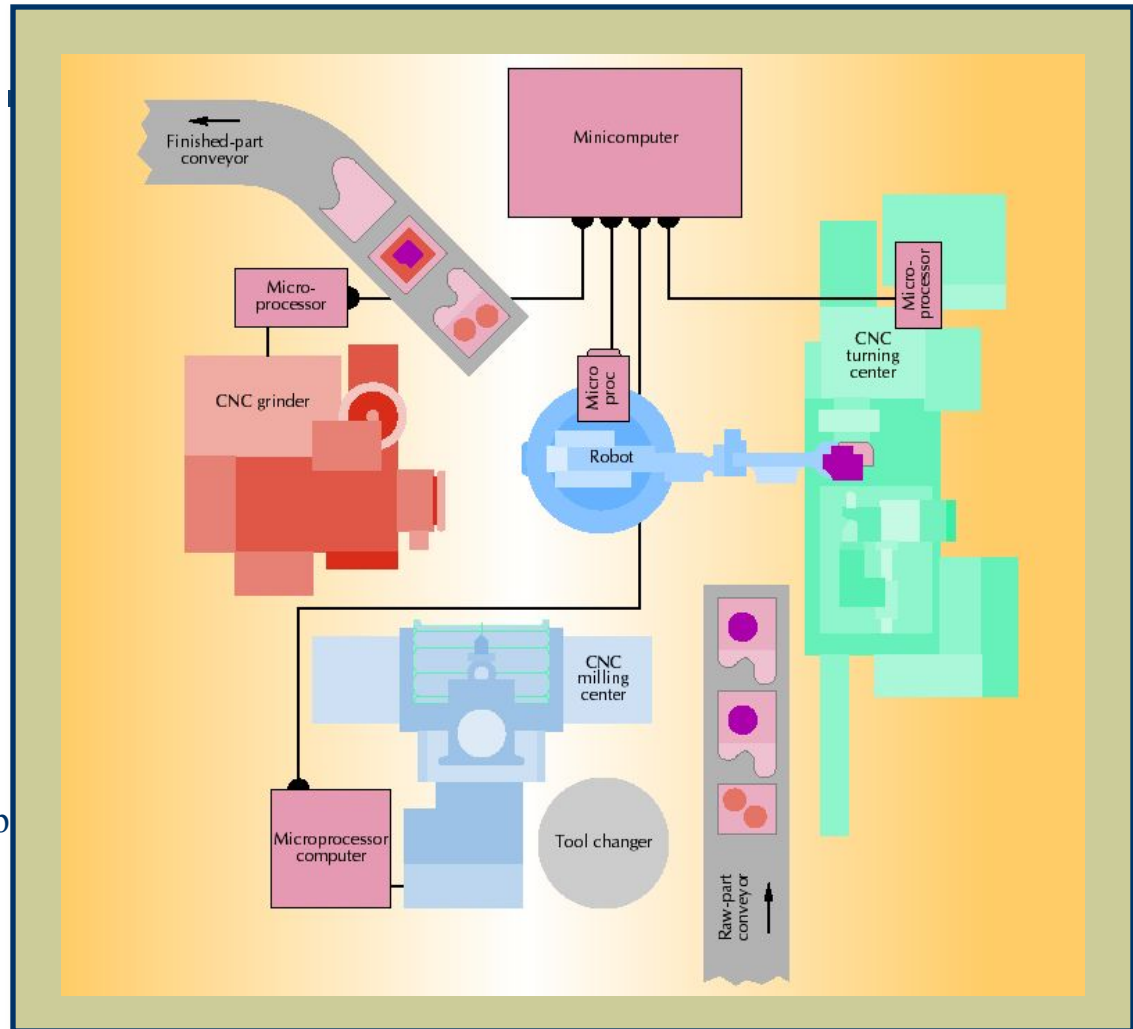 Finished-part
conveyor
Minicomputer
Micro-
processor
Micro-
processor
CNC
turning
center
CNC grinder
Micro
proc
Robot
CNC
milling
center
Microprocessor
computer
Tool changer
Raw-part
conveyor